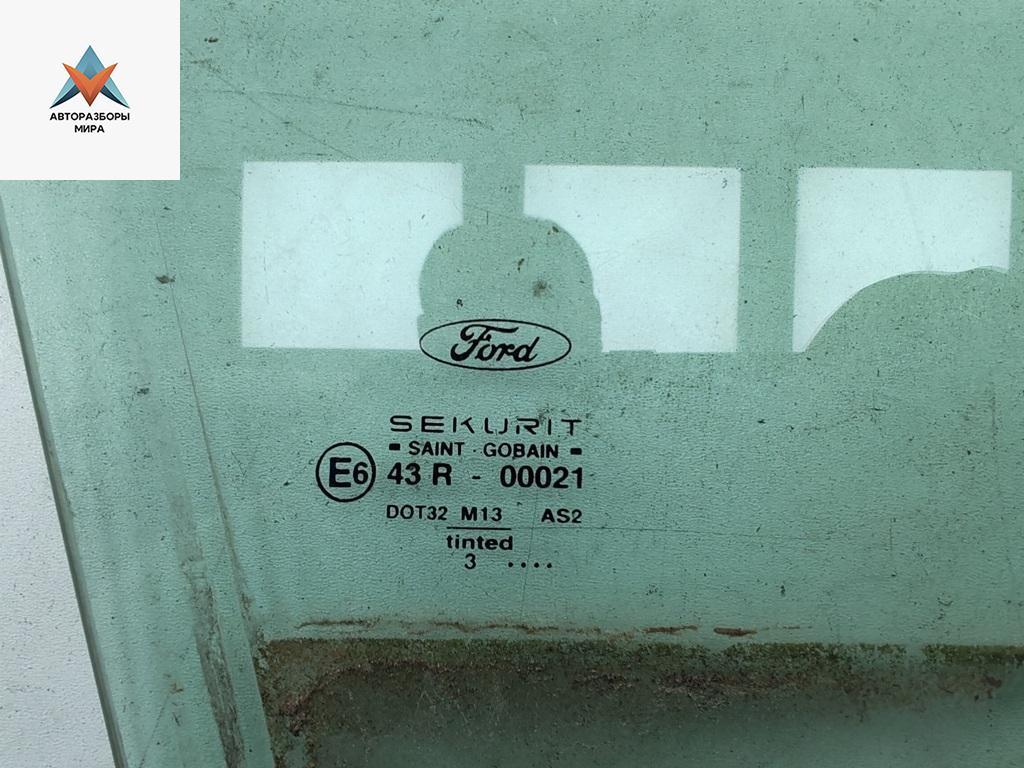 АВТОРАЗБОРЫ
МИРА
Ford
SEKURIT
- SAINT · GOBAIN -
E6 43 R - 00021
DOT32 M13 AS2
tinted
3 ....